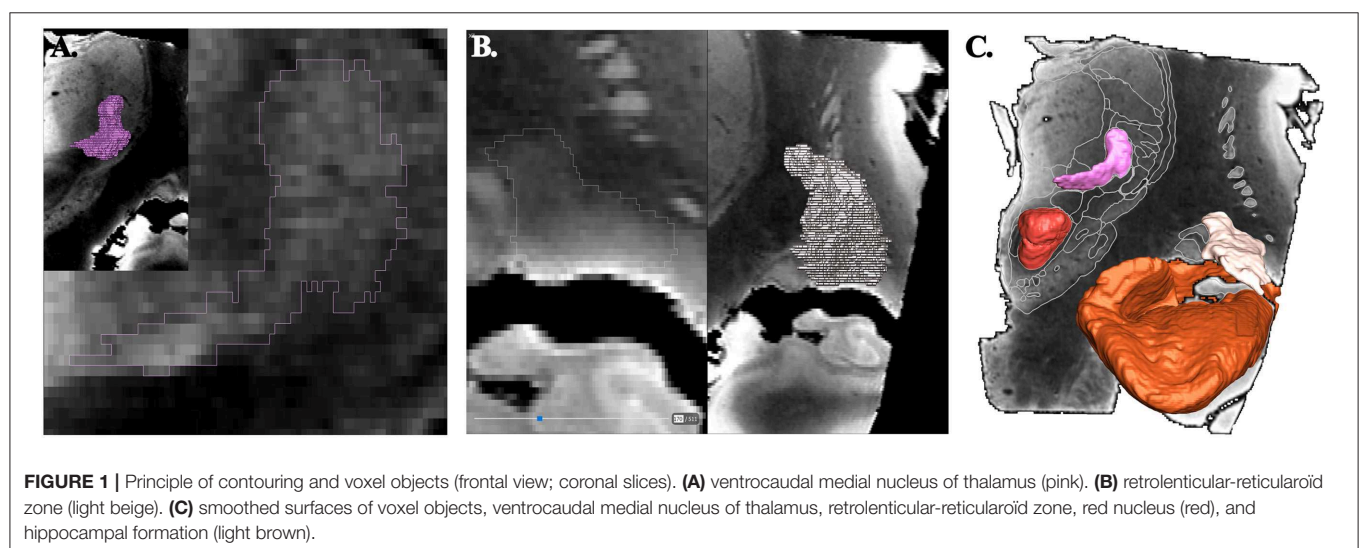 A.
B.
C.
170 / 511
FIGURE 1 | Principle of contouring and voxel objects (frontal view; coronal slices). (A) ventrocaudal medial nucleus of thalamus (pink). (B) retrolenticular-reticularoïd
zone (light beige). (C) smoothed surfaces of voxel objects, ventrocaudal medial nucleus of thalamus, retrolenticular-reticularoïd zone, red nucleus (red), and
hippocampal formation (light brown).